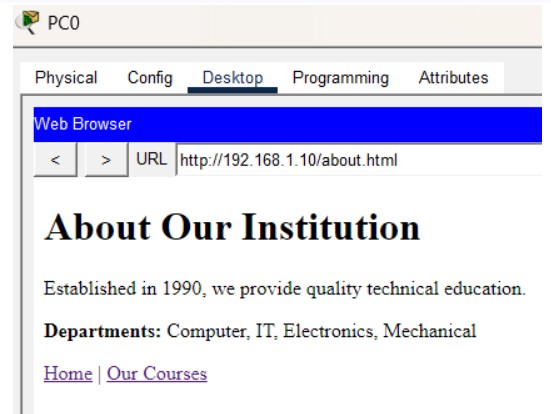 PC0
Physical Config Desktop Programming Attributes
Web Browser
< > URL http://192.168.1.10/about.html
About Our Institution
Established in 1990, we provide quality technical education.
Departments: Computer, IT, Electronics, Mechanical
Home | Our Courses